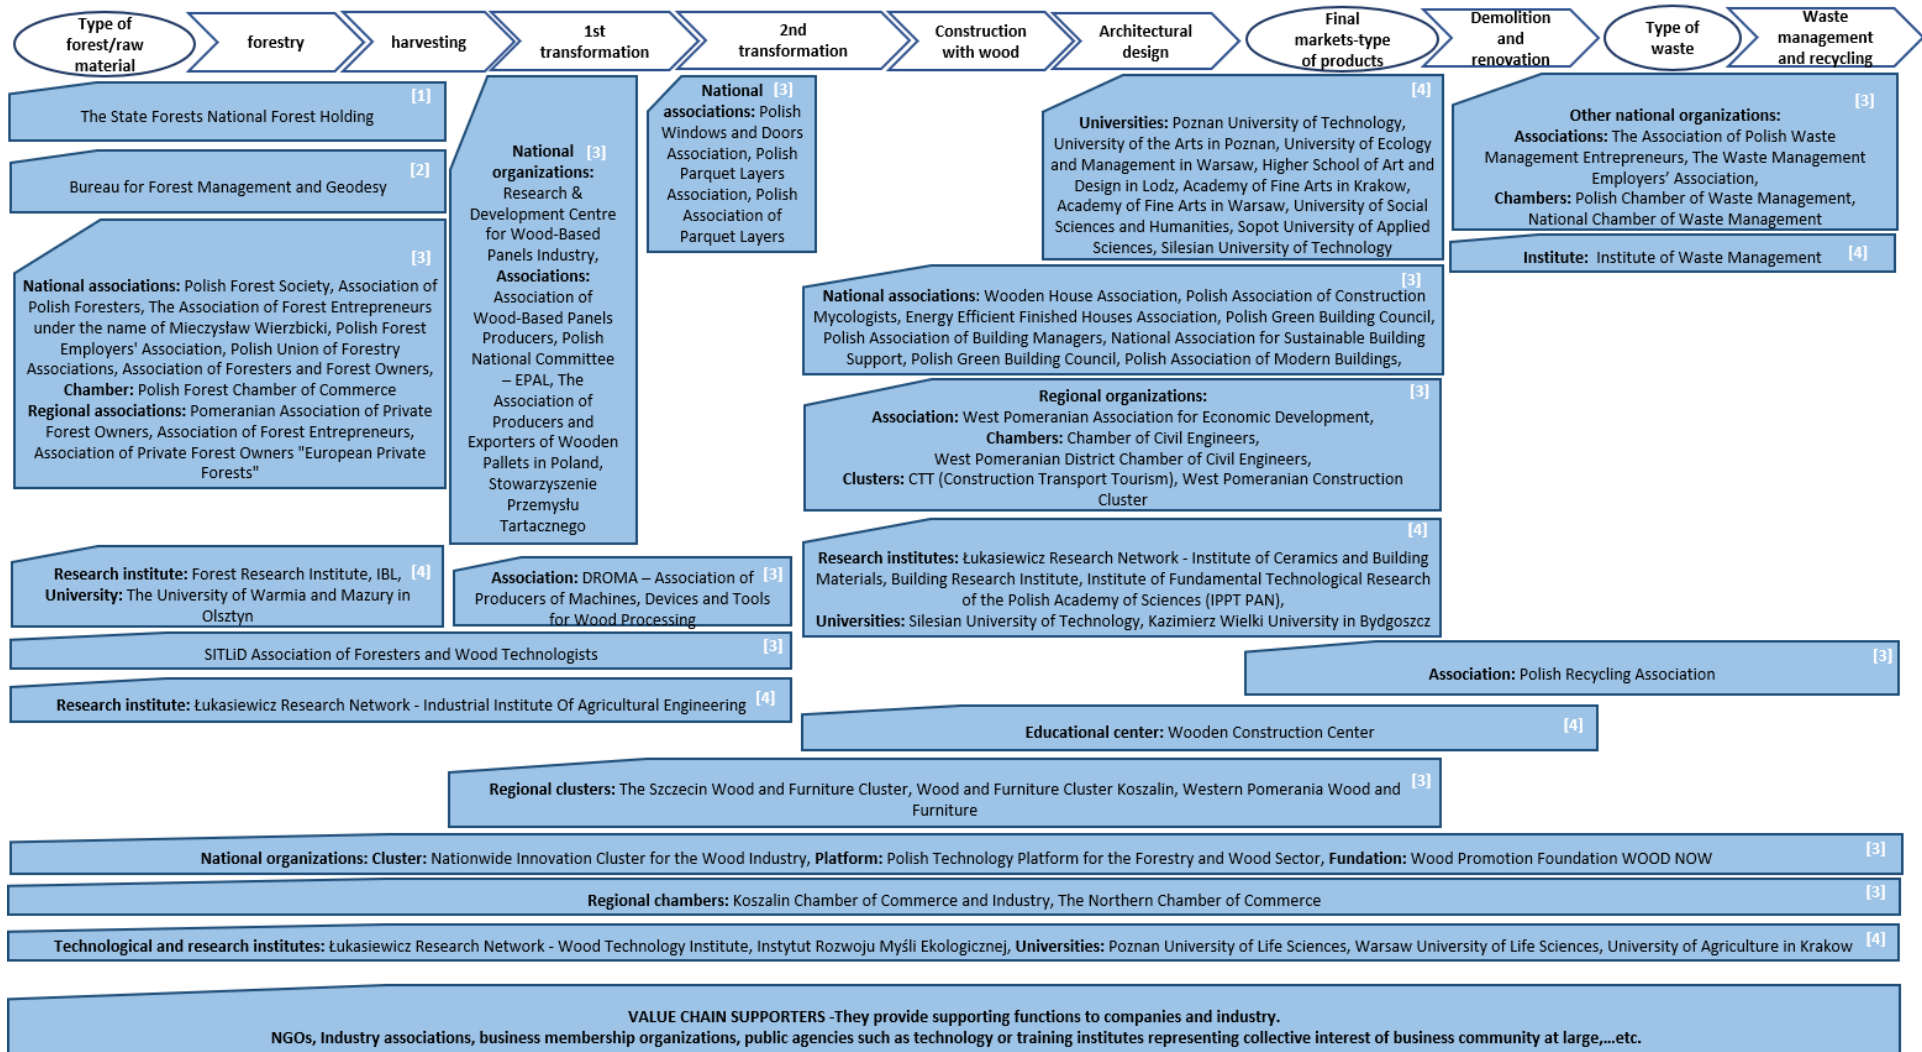 Type of
forest/raw
material
forestry
harvesting
1st
transformation
2nd
transformation
Construction
with wood
Architectural
design
Final
markets-type
of products
Demolition
and
renovation
Type of
waste
Waste
management
and recycling
[1]
The State Forests National Forest Holding
[2]
Bureau for Forest Management and Geodesy
[3]
National associations: Polish Forest Society, Association of
Polish Foresters, The Association of Forest Entrepreneurs
under the name of Mieczysław Wierzbicki, Polish Forest
Employers' Association, Polish Union of Forestry
Associations, Association of Foresters and Forest Owners,
Chamber: Polish Forest Chamber of Commerce
Regional associations: Pomeranian Association of Private
Forest Owners, Association of Forest Entrepreneurs,
Association of Private Forest Owners "European Private
Forests"
National [3]
organizations:
Research &
Development Centre
for Wood-Based
Panels Industry,
Associations:
Association of
Wood-Based Panels
Producers, Polish
National Committee
– EPAL, The
Association of
Producers and
Exporters of Wooden
Pallets in Poland,
Stowarzyszenie
Przemysłu
Tartacznego
National [3]
associations: Polish
Windows and Doors
Association, Polish
Parquet Layers
Association, Polish
Association of
Parquet Layers
[4]
Universities: Poznan University of Technology,
University of the Arts in Poznan, University of Ecology
and Management in Warsaw, Higher School of Art and
Design in Lodz, Academy of Fine Arts in Krakow,
Academy of Fine Arts in Warsaw, University of Social
Sciences and Humanities, Sopot University of Applied
Sciences, Silesian University of Technology
[3]
Other national organizations:
Associations: The Association of Polish Waste
Management Entrepreneurs, The Waste Management
Employers’ Association,
Chambers: Polish Chamber of Waste Management,
National Chamber of Waste Management
Institute: Institute of Waste Management [4]
[3]
National associations: Wooden House Association, Polish Association of Construction
Mycologists, Energy Efficient Finished Houses Association, Polish Green Building Council,
Polish Association of Building Managers, National Association for Sustainable Building
Support, Polish Green Building Council, Polish Association of Modern Buildings,
[3]
Regional organizations:
Association: West Pomeranian Association for Economic Development,
Chambers: Chamber of Civil Engineers,
West Pomeranian District Chamber of Civil Engineers,
Clusters: CTT (Construction Transport Tourism), West Pomeranian Construction
Cluster
[4]
Research institutes: Łukasiewicz Research Network - Institute of Ceramics and Building
Materials, Building Research Institute, Institute of Fundamental Technological Research
of the Polish Academy of Sciences (IPPT PAN),
Universities: Silesian University of Technology, Kazimierz Wielki University in Bydgoszcz
Research institute: Forest Research Institute, IBL, [4]
University: The University of Warmia and Mazury in
Olsztyn
Association: DROMA – Association of [3]
Producers of Machines, Devices and Tools
for Wood Processing
SITLiD Association of Foresters and Wood Technologists [3]
Research institute: Łukasiewicz Research Network - Industrial Institute Of Agricultural Engineering [4]
[3]
Association: Polish Recycling Association
Educational center: Wooden Construction Center [4]
Regional clusters: The Szczecin Wood and Furniture Cluster, Wood and Furniture Cluster Koszalin, Western Pomerania Wood and [3]
Furniture
National organizations: Cluster: Nationwide Innovation Cluster for the Wood Industry, Platform: Polish Technology Platform for the Forestry and Wood Sector, Fundation: Wood Promotion Foundation WOOD NOW [3]
Regional chambers: Koszalin Chamber of Commerce and Industry, The Northern Chamber of Commerce [3]
Technological and research institutes: Łukasiewicz Research Network - Wood Technology Institute, Instytut Rozwoju Myśli Ekologicznej, Universities: Poznan University of Life Sciences, Warsaw University of Life Sciences, University of Agriculture in Krakow [4]
VALUE CHAIN SUPPORTERS -They provide supporting functions to companies and industry.
NGOs, Industry associations, business membership organizations, public agencies such as technology or training institutes representing collective interest of business community at large,...etc.